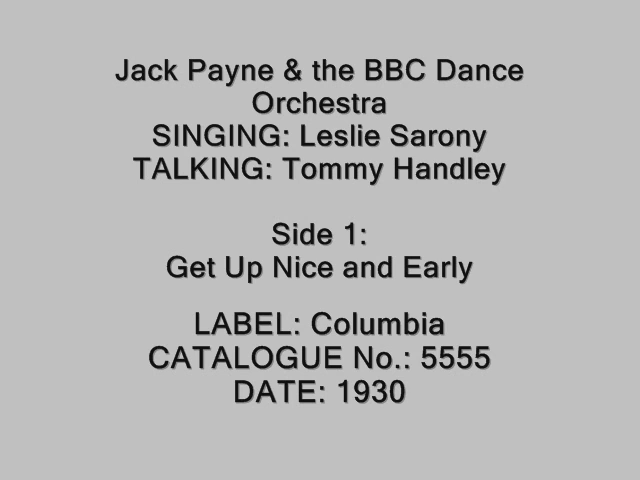 Jack Payne & the BBC Dance
Orchestra
SINGING: Leslie Sarony
TALKING: Tommy Handley
Side 1:
Get Up Nice and Early
LABEL: Columbia
CATALOGUE No.: 5555
DATE: 1930